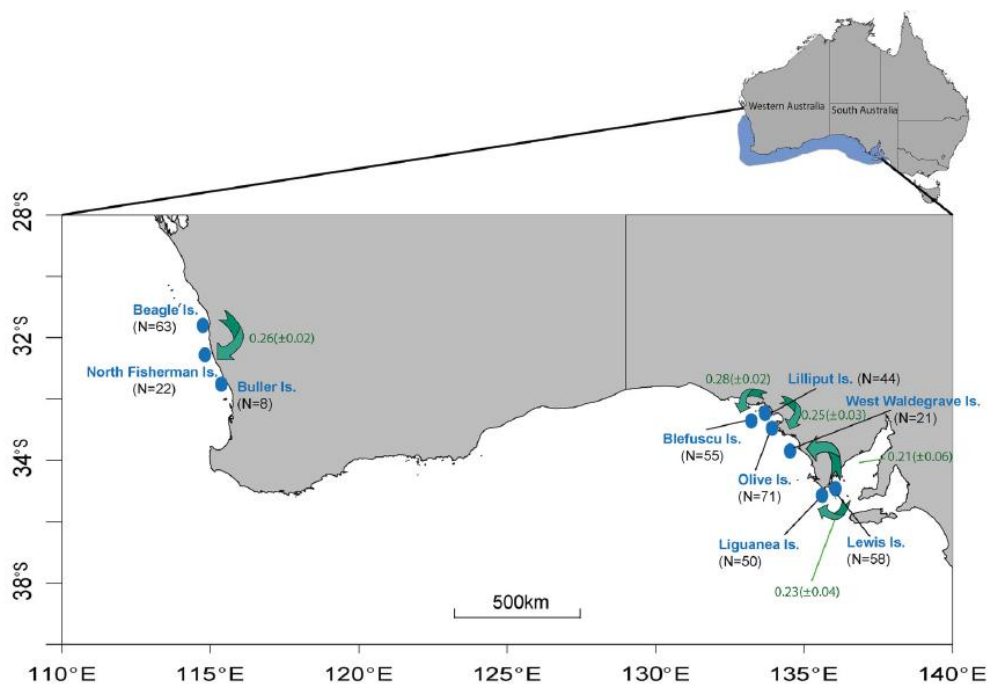 Western Australia
South Australia
28°S
32°S
34°S
38°S
Beagle Is.
(N=63)
0.26(±0.02)
North Fisherman Is.
(N=22)
Buller Is.
(N=8)
0.28(±0.02)
Lilliput Is. (N=44)
West Waldegrave Is.
(N=21)
0.25(±0.03)
Blefuscu Is.
(N=55)
0.21(±0.06)
Olive Is.
(N=71)
Liguanea Is.
(N=50)
Lewis Is.
(N=58)
0.23(±0.04)
500km
110°E
115°E
120°E
125°E
130°E
135°E
140°E